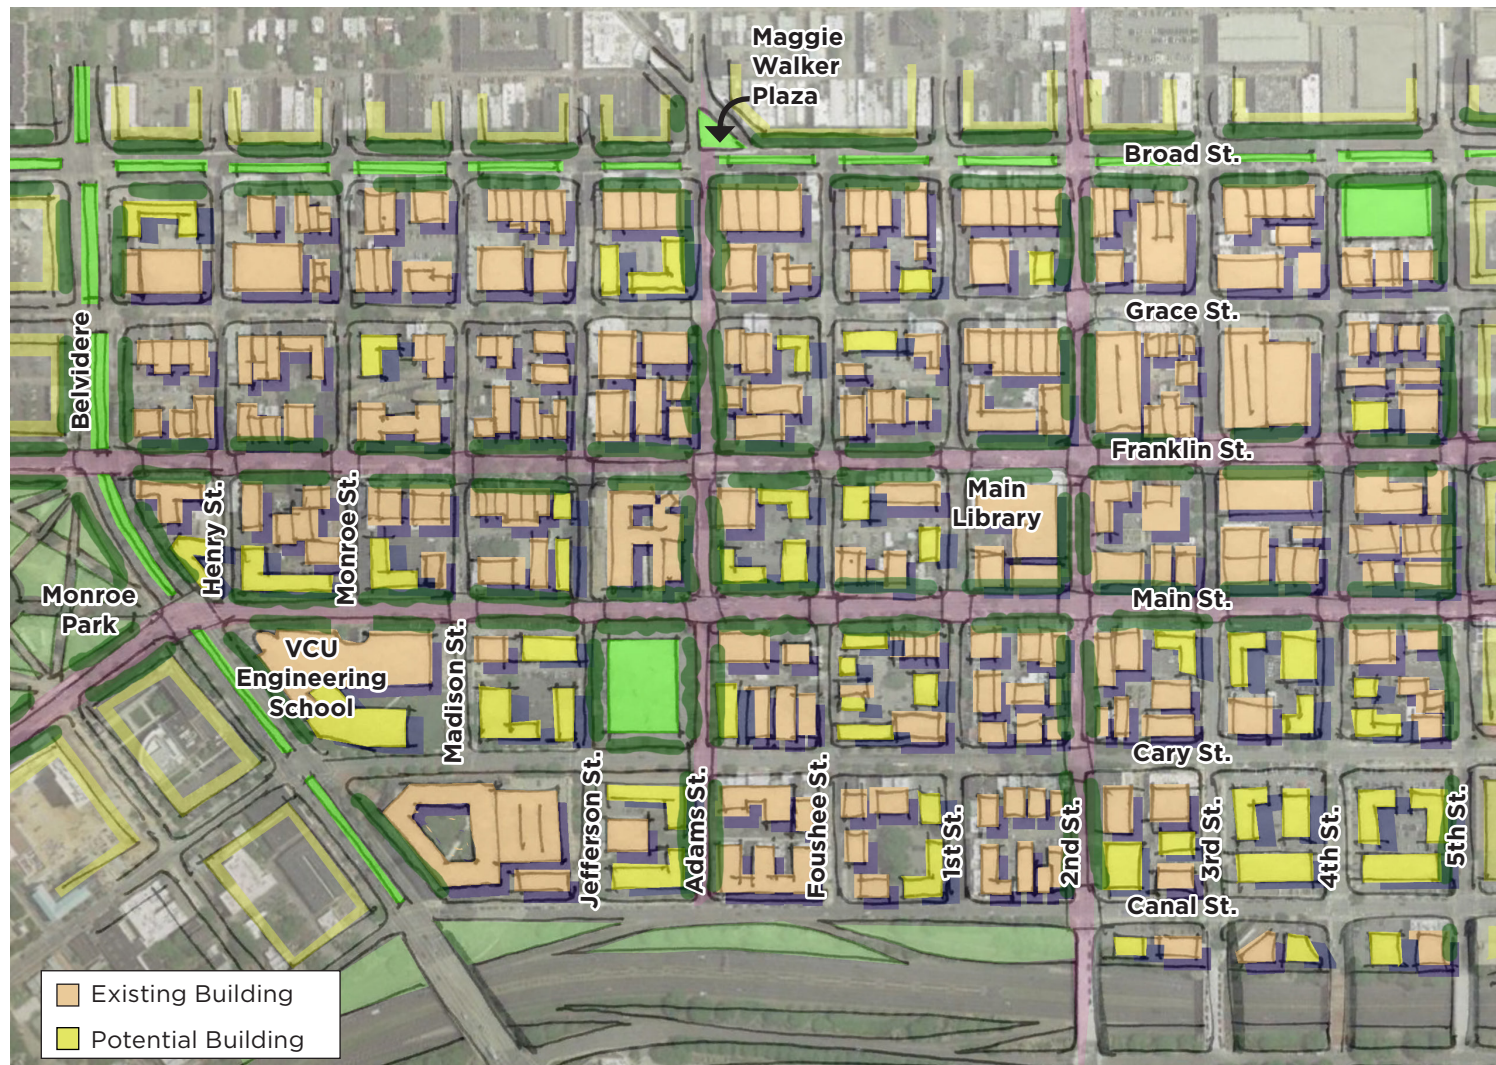 Maggie
Walker
Plaza
Broad St.
Grace St.
Belvidere
Franklin St.
Henry St.
Monroe St.
Main
Library
Monroe
Park
Main St.
VCU
Engineering
School
Madison St.
Cary St.
Jefferson St.
Adams St.
Foushee St.
1st St.
2nd St.
3rd St.
4th St.
5th St.
Canal St.
Existing Building
Potential Building